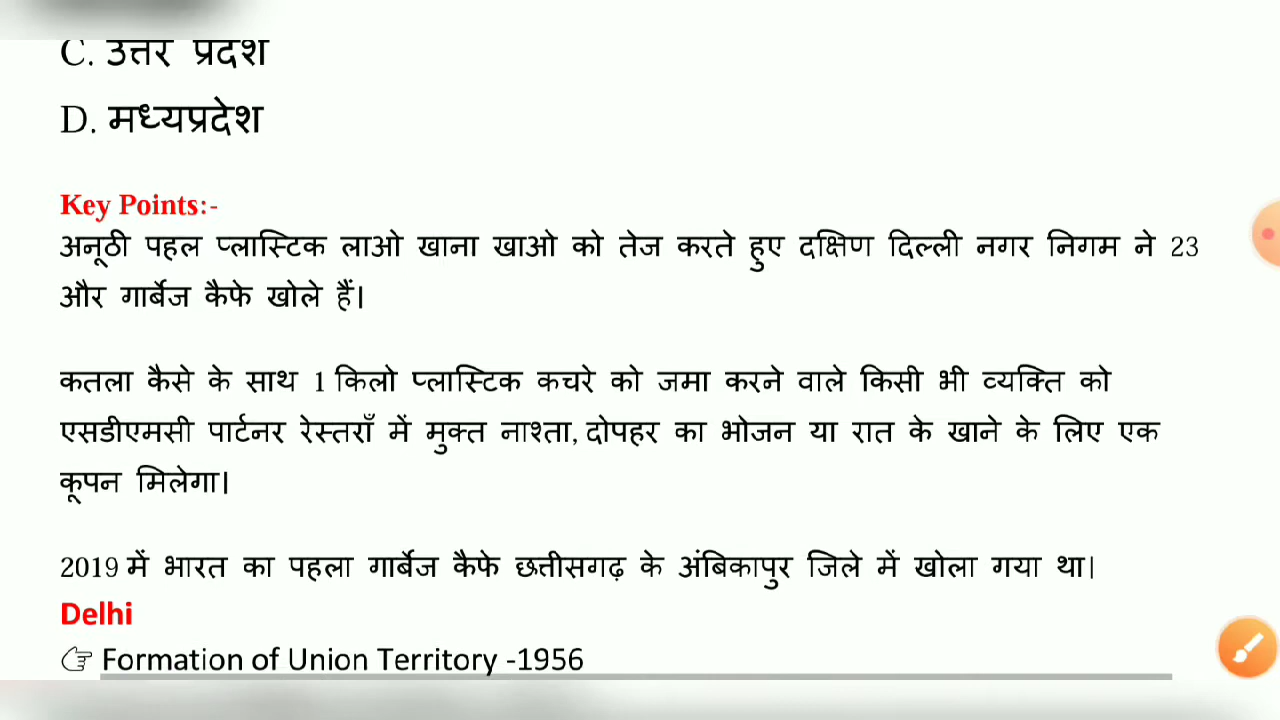 C. उत्तर प्रदेश
D. मध्यप्रदेश
Key Points:-
अनूठी पहल प्लास्टिक लाओ खाना खाओ को तेज करते हुए दक्षिण दिल्ली नगर निगम ने 23
और गार्बेज कैफे खोले हैं।
कतला कैसे के साथ 1 किलो प्लास्टिक कचरे को जमा करने वाले किसी भी व्यक्ति को
एसडीएमसी पार्टनर रेस्तराँ में मुक्त नाश्ता, दोपहर का भोजन या रात के खाने के लिए एक
कूपन मिलेगा।
2019 में भारत का पहला गार्बेज कैफे छत्तीसगढ़ के अंबिकापुर जिले में खोला गया था|
Delhi
☞ Formation of Union Territory -1956